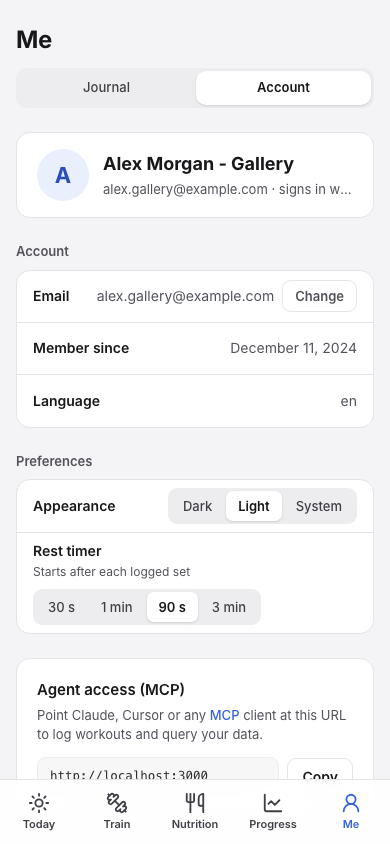 Me
Journal
Account
A
Alex Morgan - Gallery
alex.gallery@example.com · signs in w...
Account
Email
alex.gallery@example.com
Change
Member since
December 11, 2024
Language
en
Preferences
Appearance
Dark
Light
System
Rest timer
Starts after each logged set
30 s
1 min
90 s
3 min
Agent access (MCP)
Point Claude, Cursor or any MCP client at this URL
to log workouts and query your data.
http://localhost:3000
Copy
Today
Train
Nutrition
Progress
Me